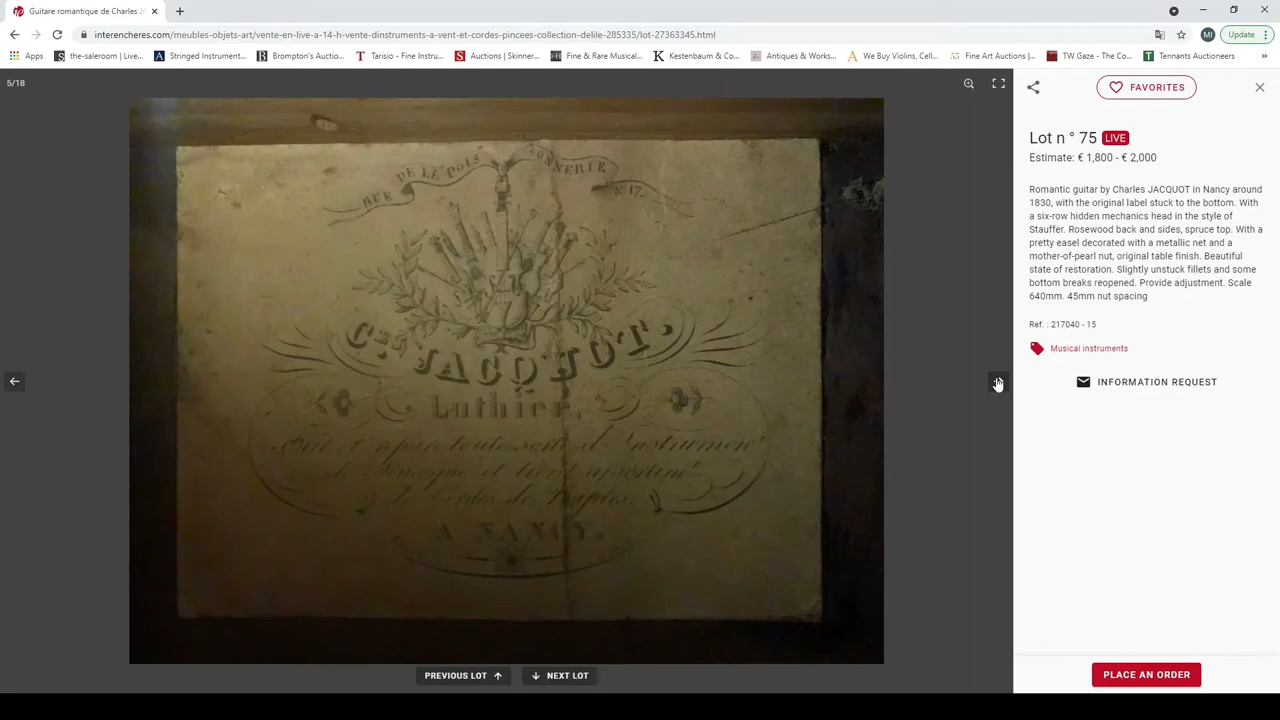 Guitare romantique de Charles J
interencheres.com/meubles-objets-art/vente-en-live-a-14-h-vente-dinstruments-a-vent-et-cordes-pincees-collection-delile-285335/lot-27363345.html
MI
Update
Apps
the-saleroom | Live...
Stringed Instrument...
Brompton's Auctio...
Tarisio - Fine Instru...
Auctions | Skinner...
Fine & Rare Musical...
Kestenbaum & Co...
Antiques & Works...
We Buy Violins, Cell...
Fine Art Auctions |...
TW Gaze - The Co...
Tennants Auctioneers
»
5/18
FAVORITES
Lot n ° 75 LIVE
Estimate: € 1,800 - € 2,000
Romantic guitar by Charles JACQUOT in Nancy around
1830, with the original label stuck to the bottom. With
a six-row hidden mechanics head in the style of
Stauffer. Rosewood back and sides, spruce top. With a
pretty easel decorated with a metallic net and a
mother-of-pearl nut, original table finish. Beautiful
state of restoration. Slightly unstuck fillets and some
bottom breaks reopened. Provide adjustment. Scale
640mm. 45mm nut spacing
Ref. : 217040 - 15
Musical instruments
INFORMATION REQUEST
PLACE AN ORDER
RUE DE LE POIS SONNERIE N° 17.
JACQUOT.
Luthier,
A NANCY.
PREVIOUS LOT
NEXT LOT